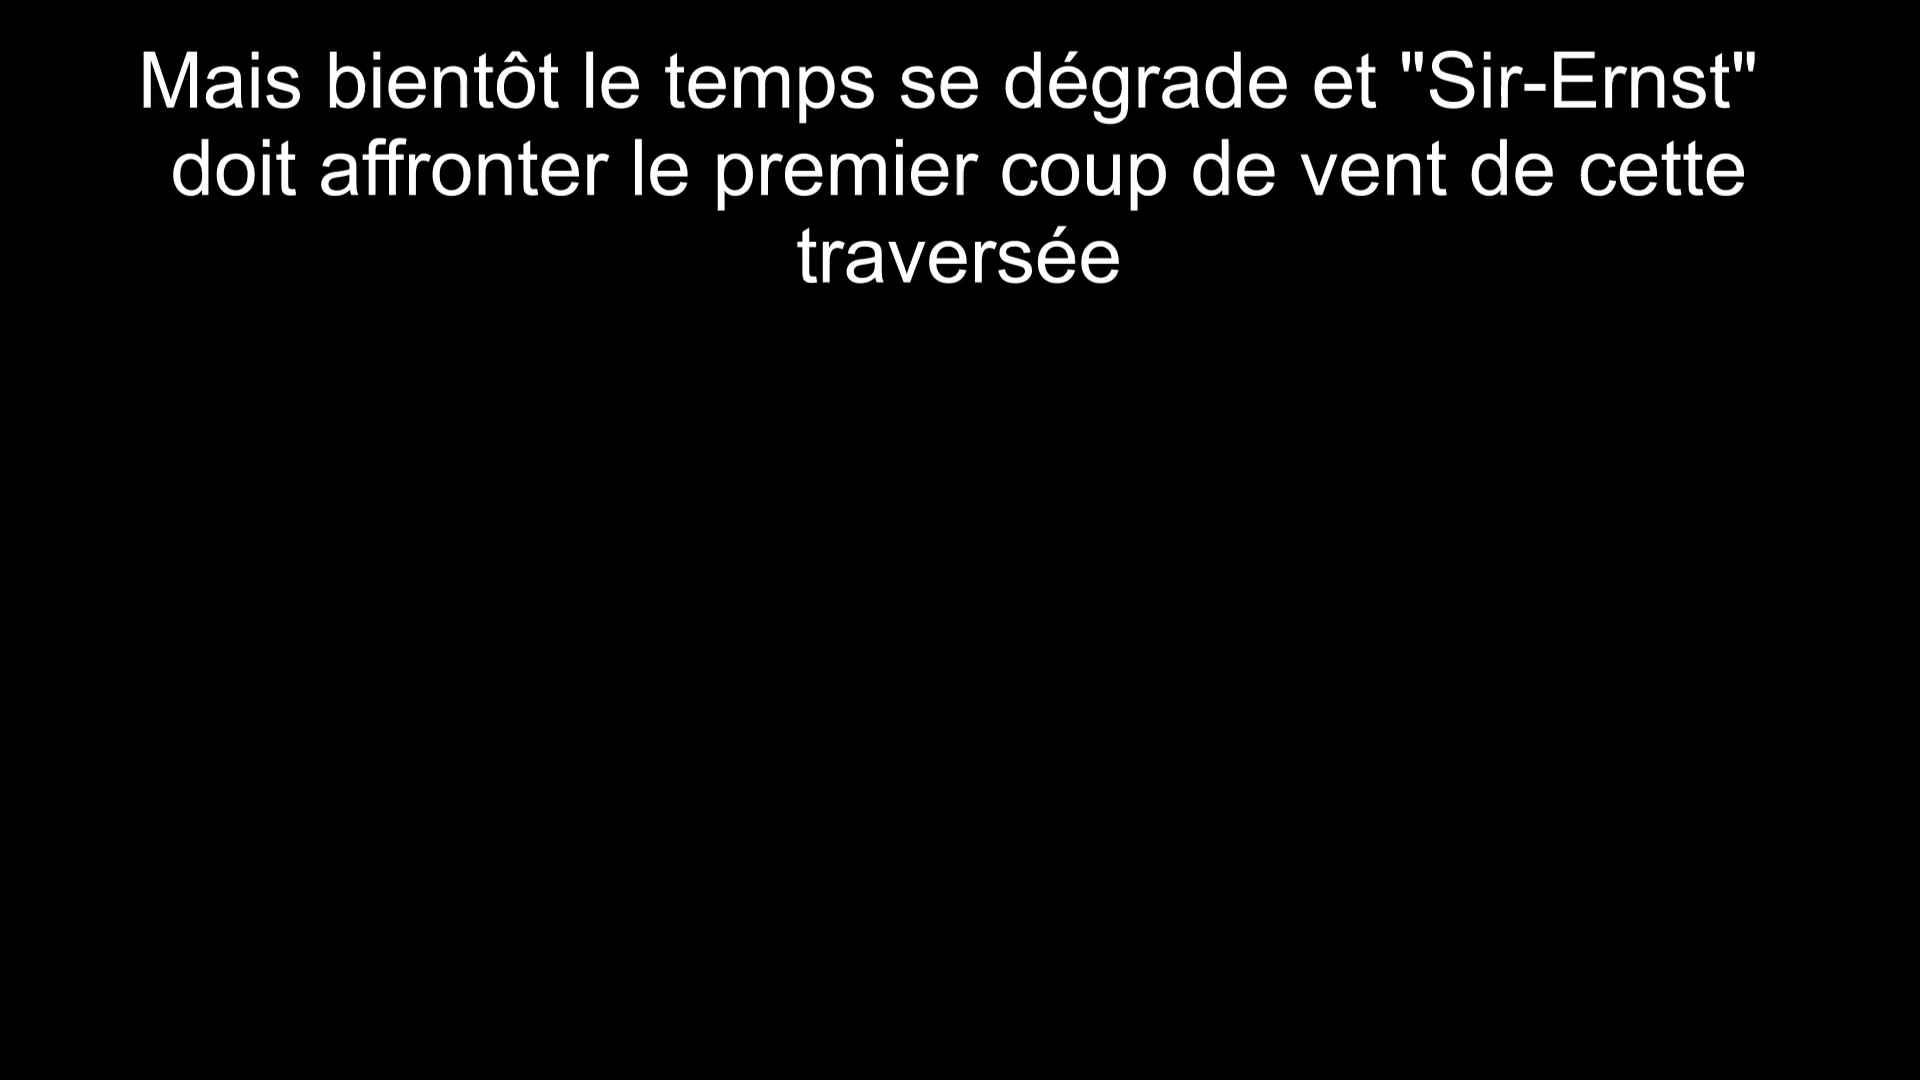 Mais bientôt le temps se dégrade et "Sir-Ernst"
doit affronter le premier coup de vent de cette
traversée